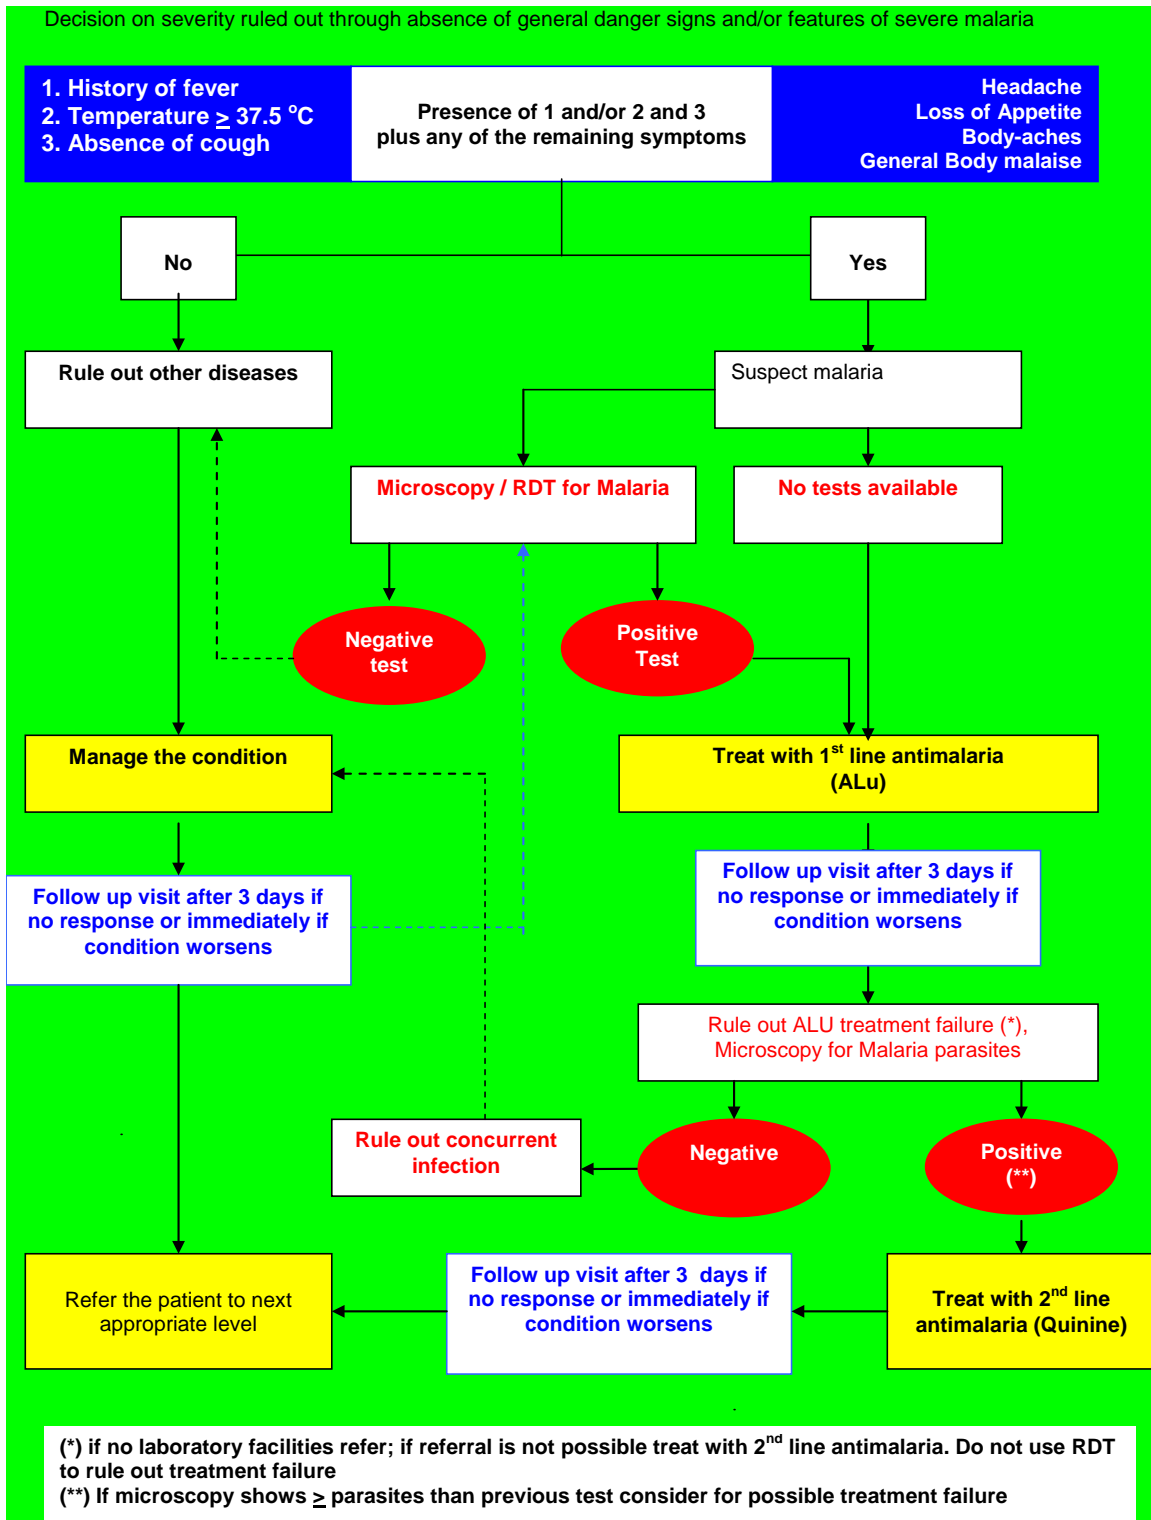 Decision on severity ruled out through absence of general danger signs and/or features of severe malaria
1. History of fever
2. Temperature ≥ 37.5 °C
3. Absence of cough
Presence of 1 and/or 2 and 3
plus any of the remaining symptoms
Headache
Loss of Appetite
Body-aches
General Body malaise
No
Yes
Rule out other diseases
Suspect malaria
Microscopy / RDT for Malaria
No tests available
Negative
test
Positive
Test
Manage the condition
Treat with 1st line antimalaria
(ALu)
Follow up visit after 3 days if
no response or immediately if
condition worsens
Follow up visit after 3 days if
no response or immediately if
condition worsens
Rule out ALU treatment failure (*),
Microscopy for Malaria parasites
Rule out concurrent
infection
Negative
Positive
(**)
Refer the patient to next
appropriate level
Follow up visit after 3 days if
no response or immediately if
condition worsens
Treat with 2nd line
antimalaria (Quinine)
(*) if no laboratory facilities refer; if referral is not possible treat with 2nd line antimalaria. Do not use RDT
to rule out treatment failure
(**) If microscopy shows ≥ parasites than previous test consider for possible treatment failure